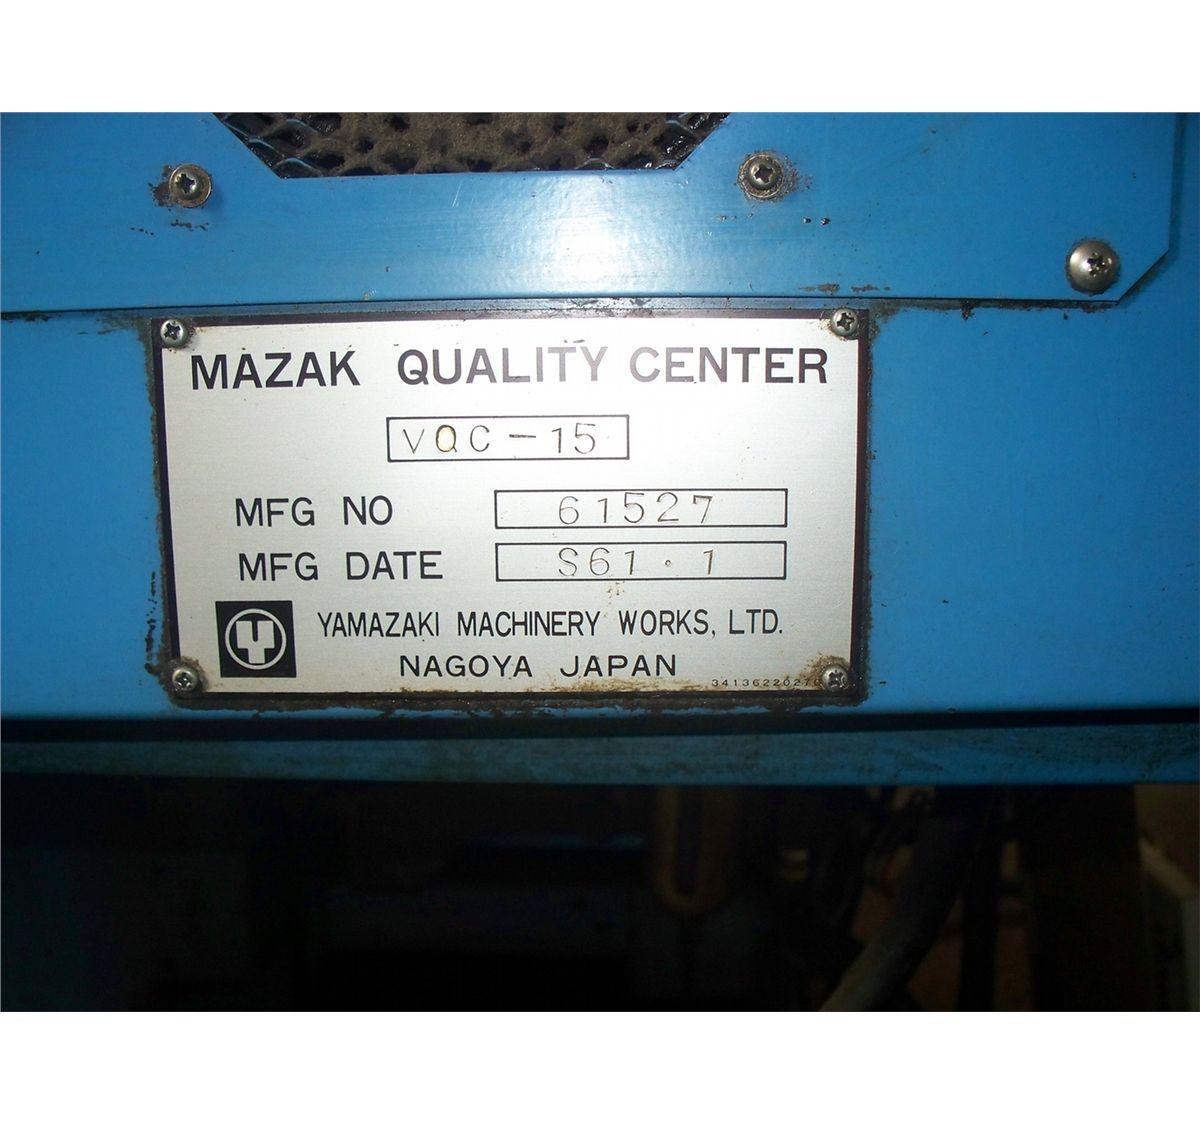 MAZAK QUALITY CENTER
VQC-15
MFG NO 61527
MFG DATE S61.1
YAMAZAKI MACHINERY WORKS, LTD.
NAGOYA JAPAN